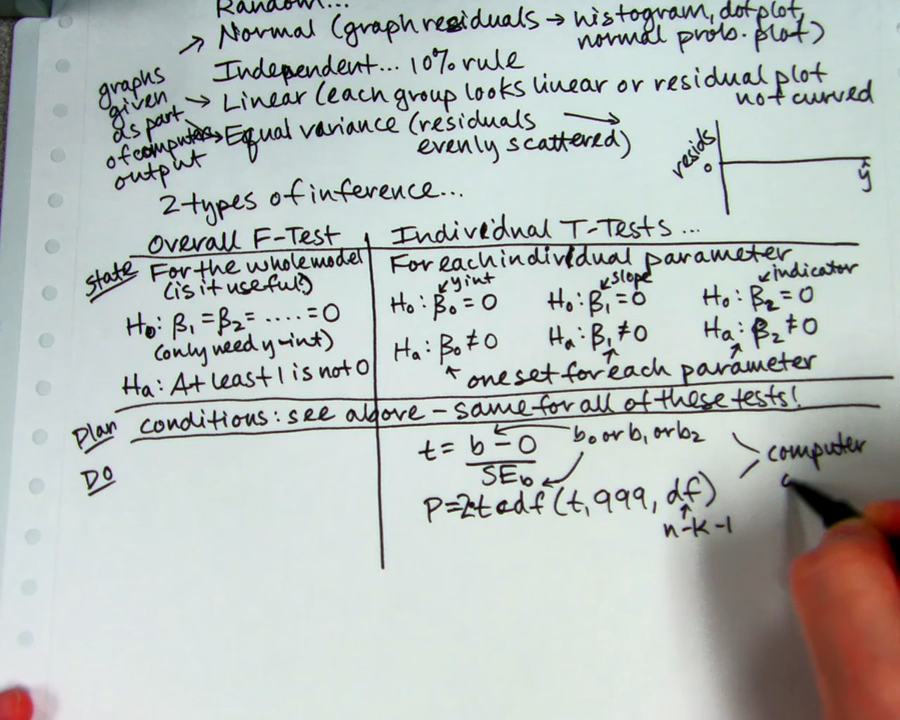 Random...
→ Normal (graph residuals → histogram, dotplot,
normal prob. plot)
Independent... 10% rule
graphs
given
as part
of computer
output
→ Linear (each group looks linear or residual plot
not curved
→ Equal variance (residuals
evenly scattered)
resids
0
ŷ
2 types of inference...
Overall F-Test
Individual T-Tests ...
State
For the whole model
(is it useful?)
H₀: β₁ = β₂ = ..... = 0
(only need y-int)
Ha: At least 1 is not 0
For each individual parameter
y int
slope
indicator
H₀: β₀ = 0
H₀: β₁ = 0
H₀: β₂ = 0
Ha: β₀ ≠ 0
Ha: β₁ ≠ 0
Ha: β₂ ≠ 0
one set for each parameter
Plan
conditions: see above – same for all of these tests!
DO
t = b – 0
SE_b
b₀ or b₁ or b₂
P=2tcdf (t, 999, df)
n-k-1
computer